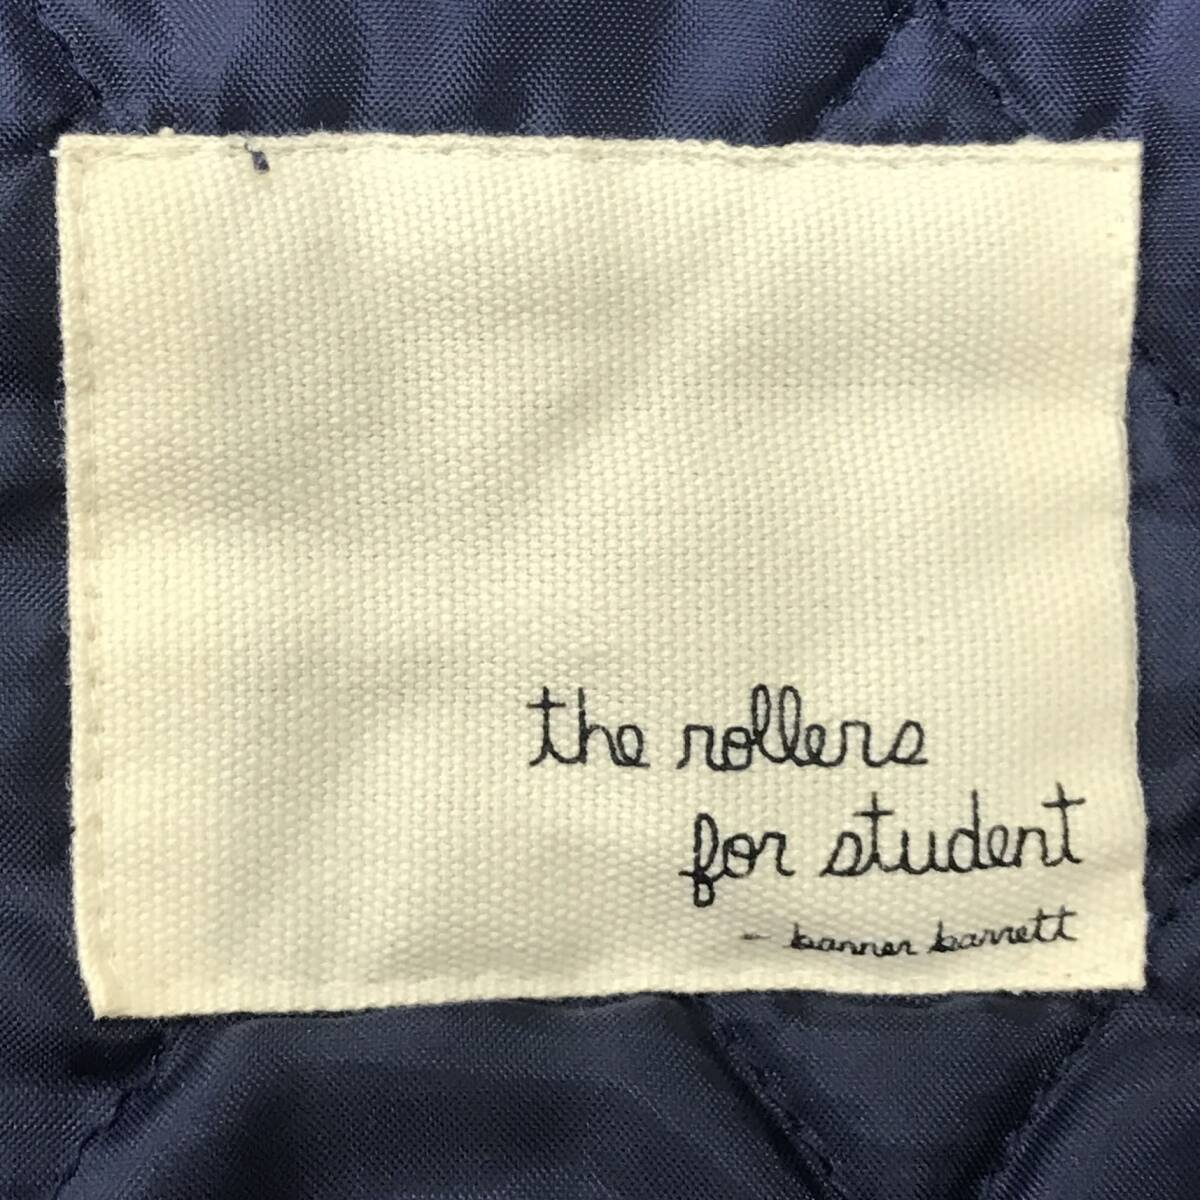 the rollers
for student
- banner barrett